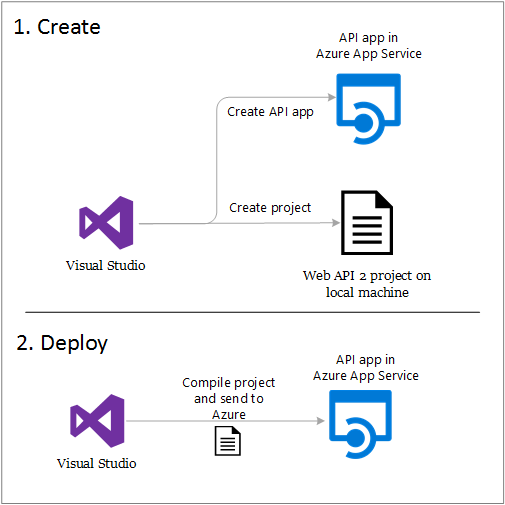 1. Create
API app in
Azure App Service
Create API app
Create project
Visual Studio
Web API 2 project on
local machine
2. Deploy
API app in
Azure App Service
Compile project
and send to
Azure
Visual Studio